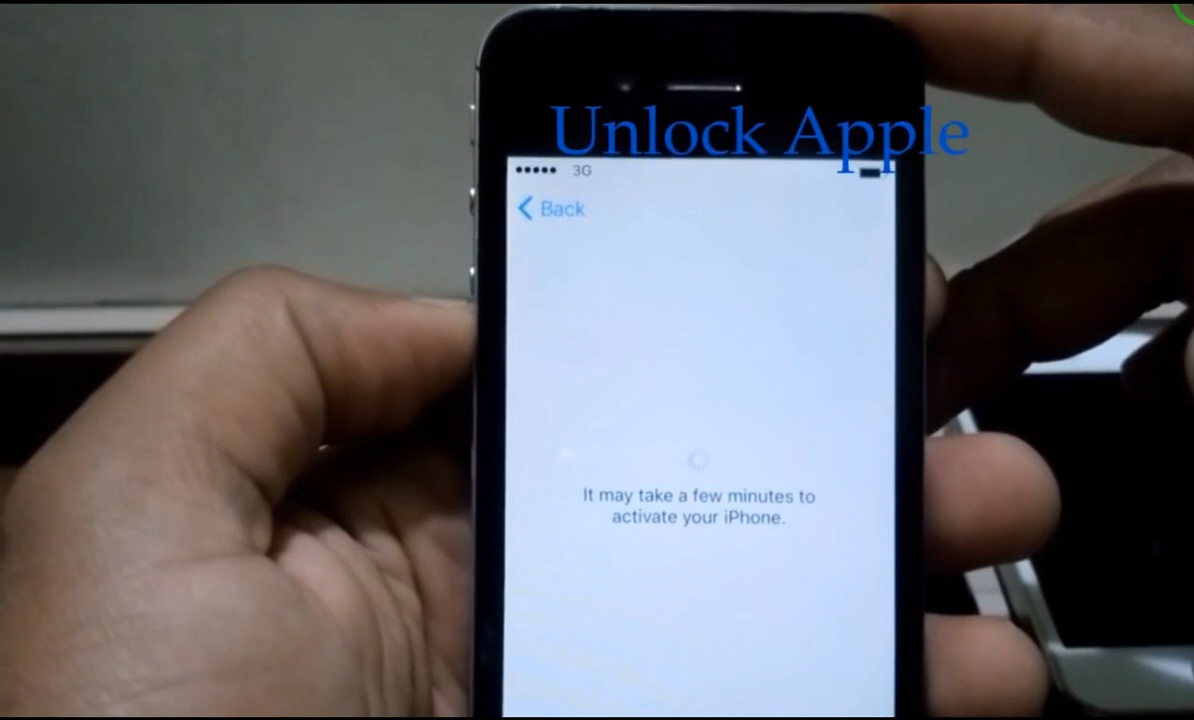 Unlock Apple
3G
Back
It may take a few minutes to
activate your iPhone.